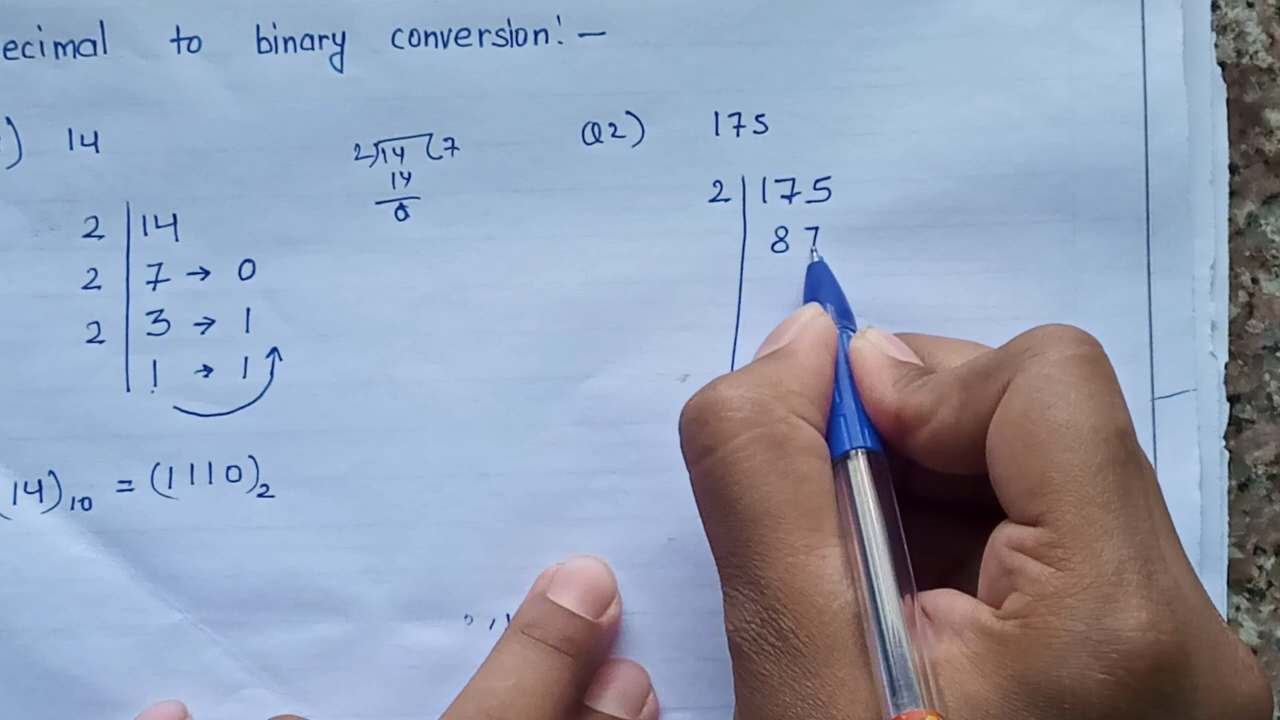 ecimal to binary conversion:-
) 14
2)14(7
14
0
2 | 14
2 | 7 → 0
2 | 3 → 1
1 → 1
(14)10 = (1110)2
Q2) 175
2 | 175
87